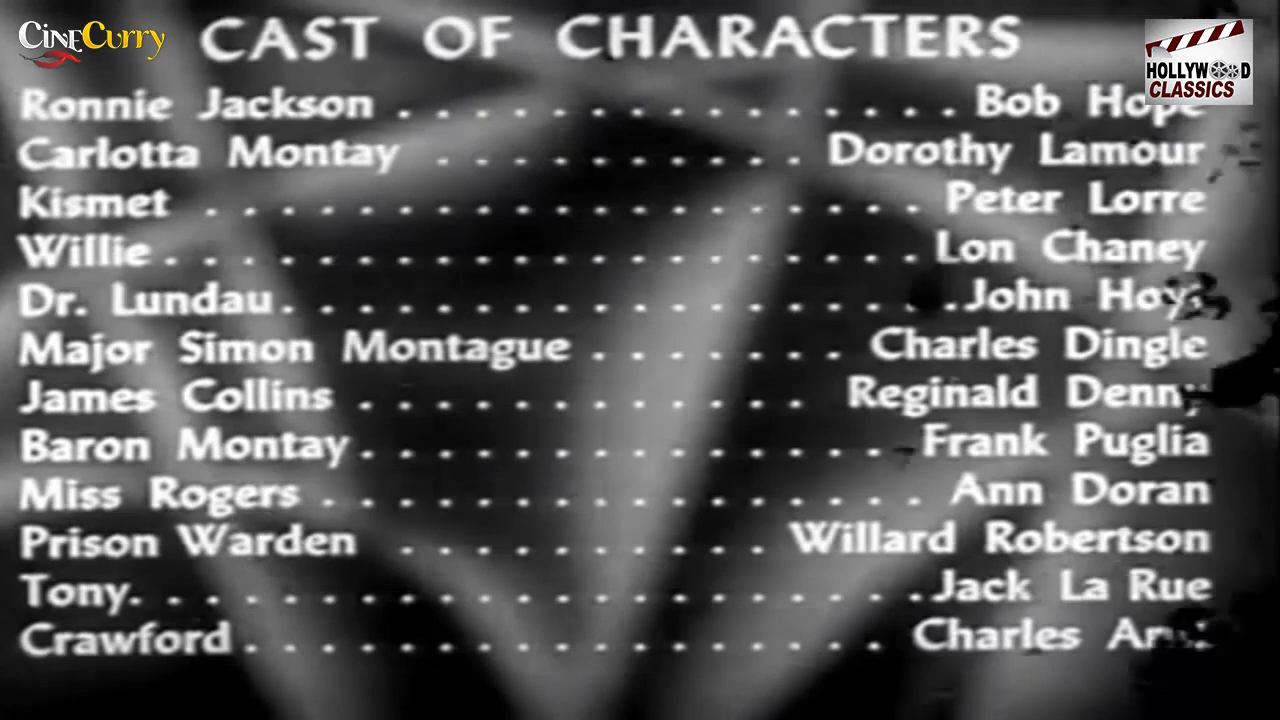 CINECURRY
CAST OF CHARACTERS
HOLLYWOOD
CLASSICS
Ronnie Jackson . . . . . . . . . . . . . . . Bob Hope
Carlotta Montay . . . . . . . . . . Dorothy Lamour
Kismet . . . . . . . . . . . . . . . . . . . Peter Lorre
Willie . . . . . . . . . . . . . . . . . . . . Lon Chaney
Dr. Lundau . . . . . . . . . . . . . . . . . John
Major Simon Montague . . . . . . . Charles Dingle
James Collins . . . . . . . . . . . . Reginald Denny
Baron Montay . . . . . . . . . . . . . . Frank Puglia
Miss Rogers . . . . . . . . . . . . . . . . Ann Doran
Prison Warden . . . . . . . . . . Willard Robertson
Tony . . . . . . . . . . . . . . . . . . . . . Jack La Rue
Crawford . . . . . . . . . . . . . . . . . Charles